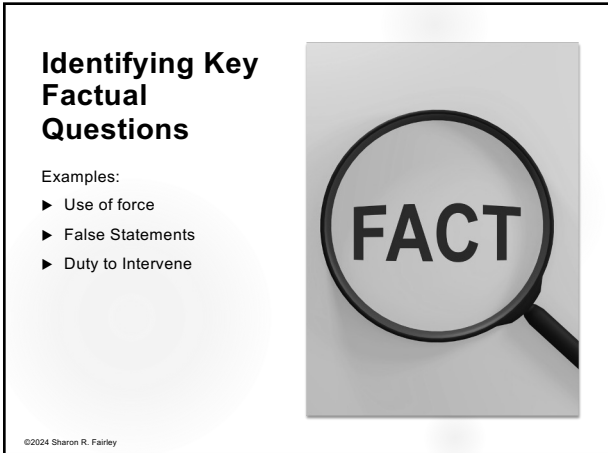 Identifying Key
Factual
Questions
Examples:
▶ Use of force
▶ False Statements
▶ Duty to Intervene
FACT
©2024 Sharon R. Fairley